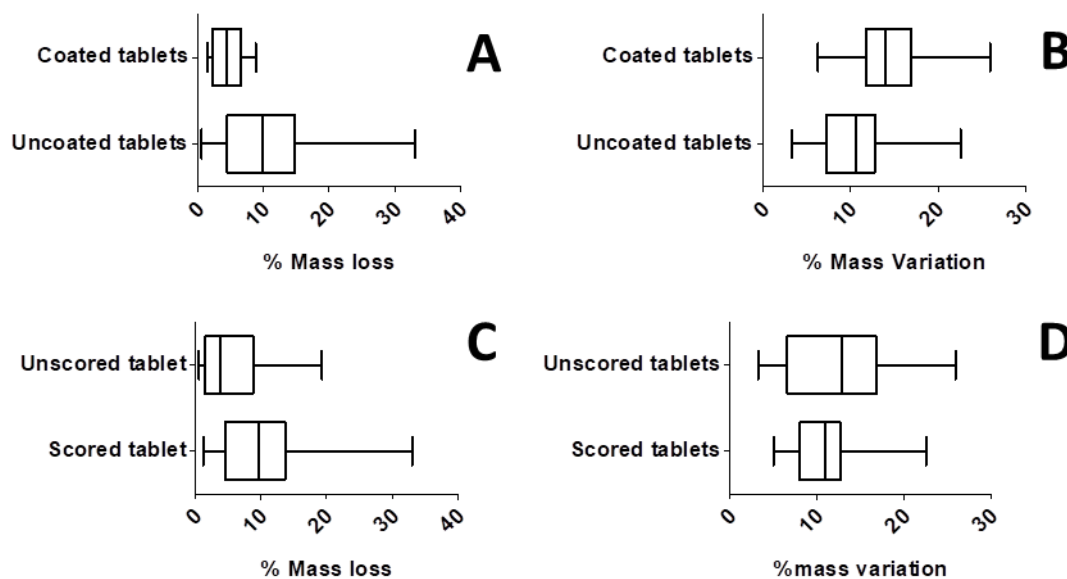 Coated tablets
Uncoated tablets
0 10 20 30 40
% Mass loss
A
Coated tablets
Uncoated tablets
0 10 20 30
% Mass Variation
B
Unscored tablet
Scored tablet
0 10 20 30 40
% Mass loss
C
Unscored tablets
Scored tablets
0 10 20 30
%mass variation
D